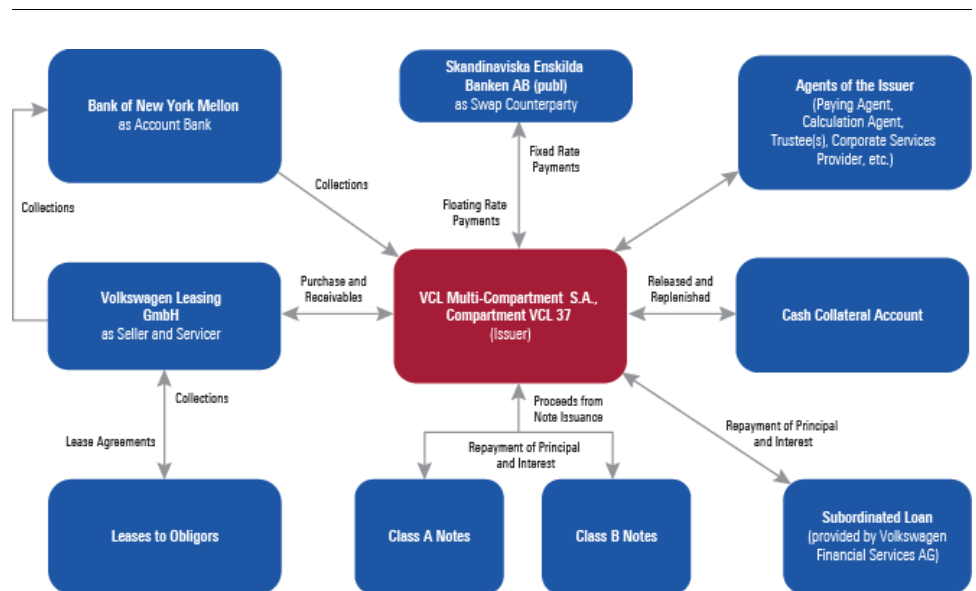 Skandinaviska Enskilda
Banken AB (publ)
as Swap Counterparty
Bank of New York Mellon
as Account Bank
Agents of the Issuer
(Paying Agent,
Calculation Agent,
Trustee(s), Corporate Services
Provider, etc.)
Fixed Rate
Payments
Collections
Collections
Floating Rate
Payments
Volkswagen Leasing
GmbH
as Seller and Servicer
Purchase and
Receivables
VCL Multi-Compartment S.A.,
Compartment VCL 37
(Issuer)
Released and
Replenished
Cash Collateral Account
Collections
Lease Agreements
Proceeds from
Note Issuance
Repayment of Principal
and Interest
Repayment of Principal
and Interest
Leases to Obligors
Class A Notes
Class B Notes
Subordinated Loan
(provided by Volkswagen
Financial Services AG)